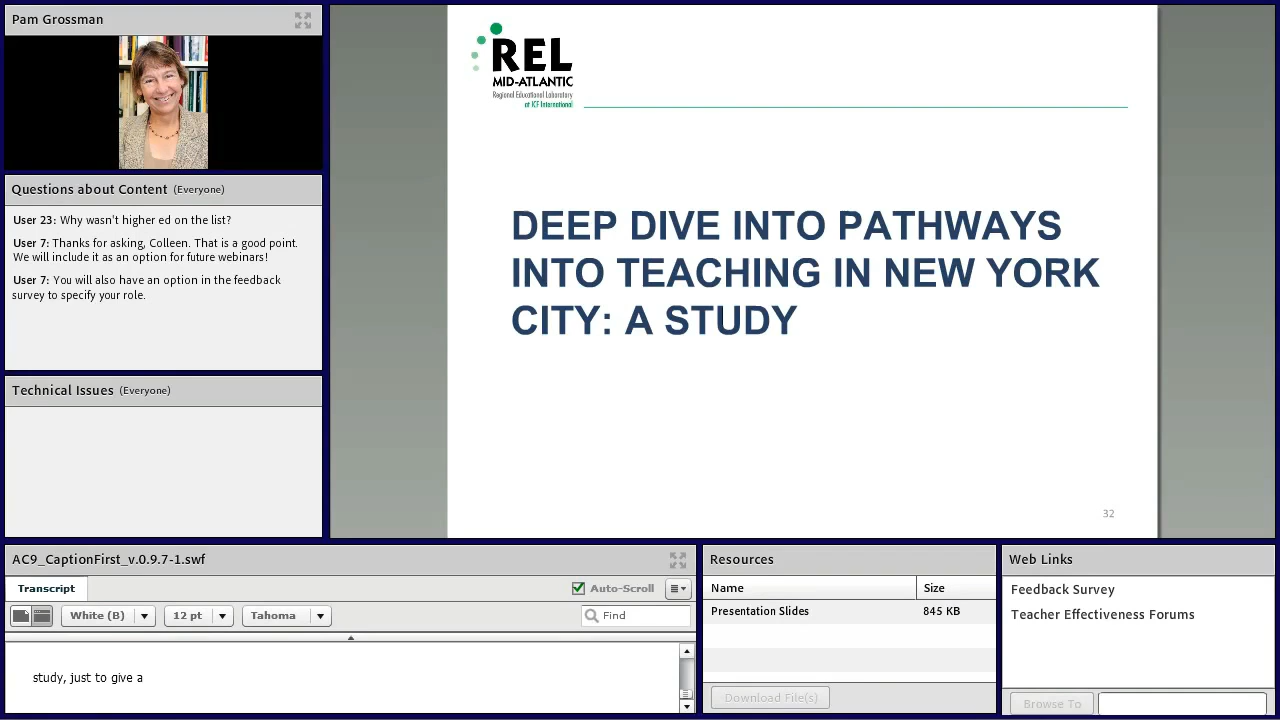 Pam Grossman
Questions about Content (Everyone)
User 23: Why wasn't higher ed on the list?
User 7: Thanks for asking, Colleen. That is a good point.
We will include it as an option for future webinars!
User 7: You will also have an option in the feedback
survey to specify your role.
Technical Issues (Everyone)
REL
MID-ATLANTIC
Regional Educational Laboratory
at ICF International
DEEP DIVE INTO PATHWAYS
INTO TEACHING IN NEW YORK
CITY: A STUDY
32
AC9_CaptionFirst_v.0.9.7-1.swf
Transcript
Auto-Scroll
White (B)
12 pt
Tahoma
Find
study, just to give a
Resources
Name Size
Presentation Slides 845 KB
Download File(s)
Web Links
Feedback Survey
Teacher Effectiveness Forums
Browse To